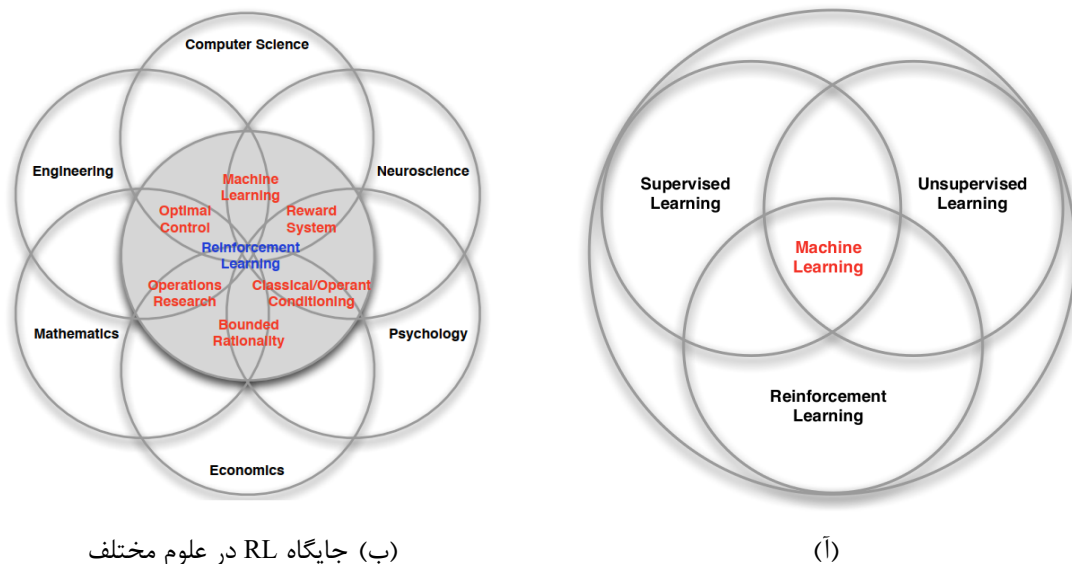 Computer Science
Engineering
Neuroscience
Machine
Learning
Optimal
Control
Reward
System
Reinforcement
Learning
Operations
Research
Classical/Operant
Conditioning
Bounded
Rationality
Mathematics
Psychology
Economics
(ب) جایگاه RL در علوم مختلف
Supervised
Learning
Unsupervised
Learning
Machine
Learning
Reinforcement
Learning
(آ)